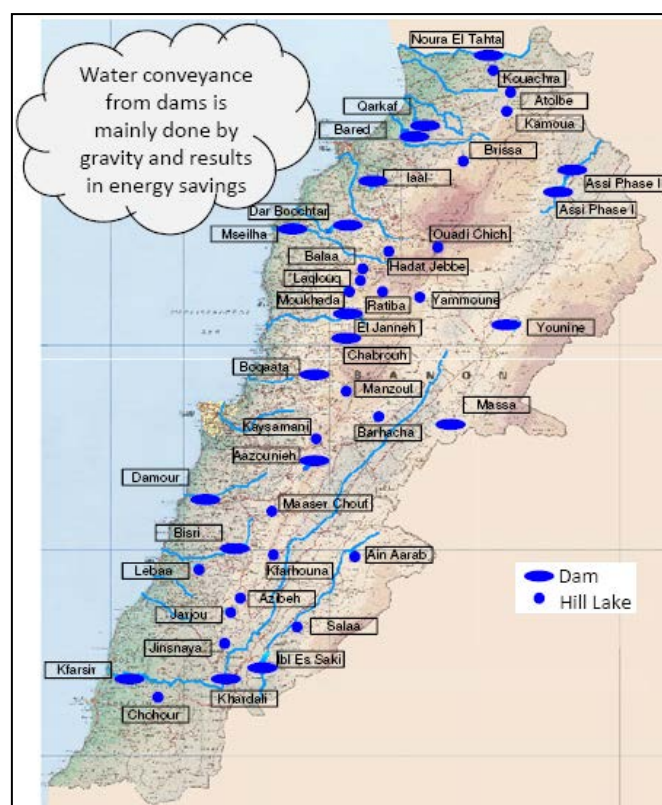 Water conveyance
from dams is
mainly done by
gravity and results
in energy savings
Noura El Tahta
Kouachra
Atolbe
Kamoua
Qarkaf
Bared
Brissa
Iaal
Assi Phase II
Assi Phase I
Dar Boochtar
Mseilha
Ouadi Chich
Balaa
Hadat Jebbe
Laqlouq
Moukhada
Ratiba
Yammoune
El Janneh
Younine
Chabrouh
Boqaata
Manzoul
Massa
Kaysamani
Barhacha
Aazounieh
Damour
Maaser Chouf
Bisri
Ain Aarab
Lebaa
Kfarhouna
Dam
Hill Lake
Azibeh
Jarjou
Salaa
Jinsnaya
Ibl Es Saki
Kfarsir
Khardali
Chohour